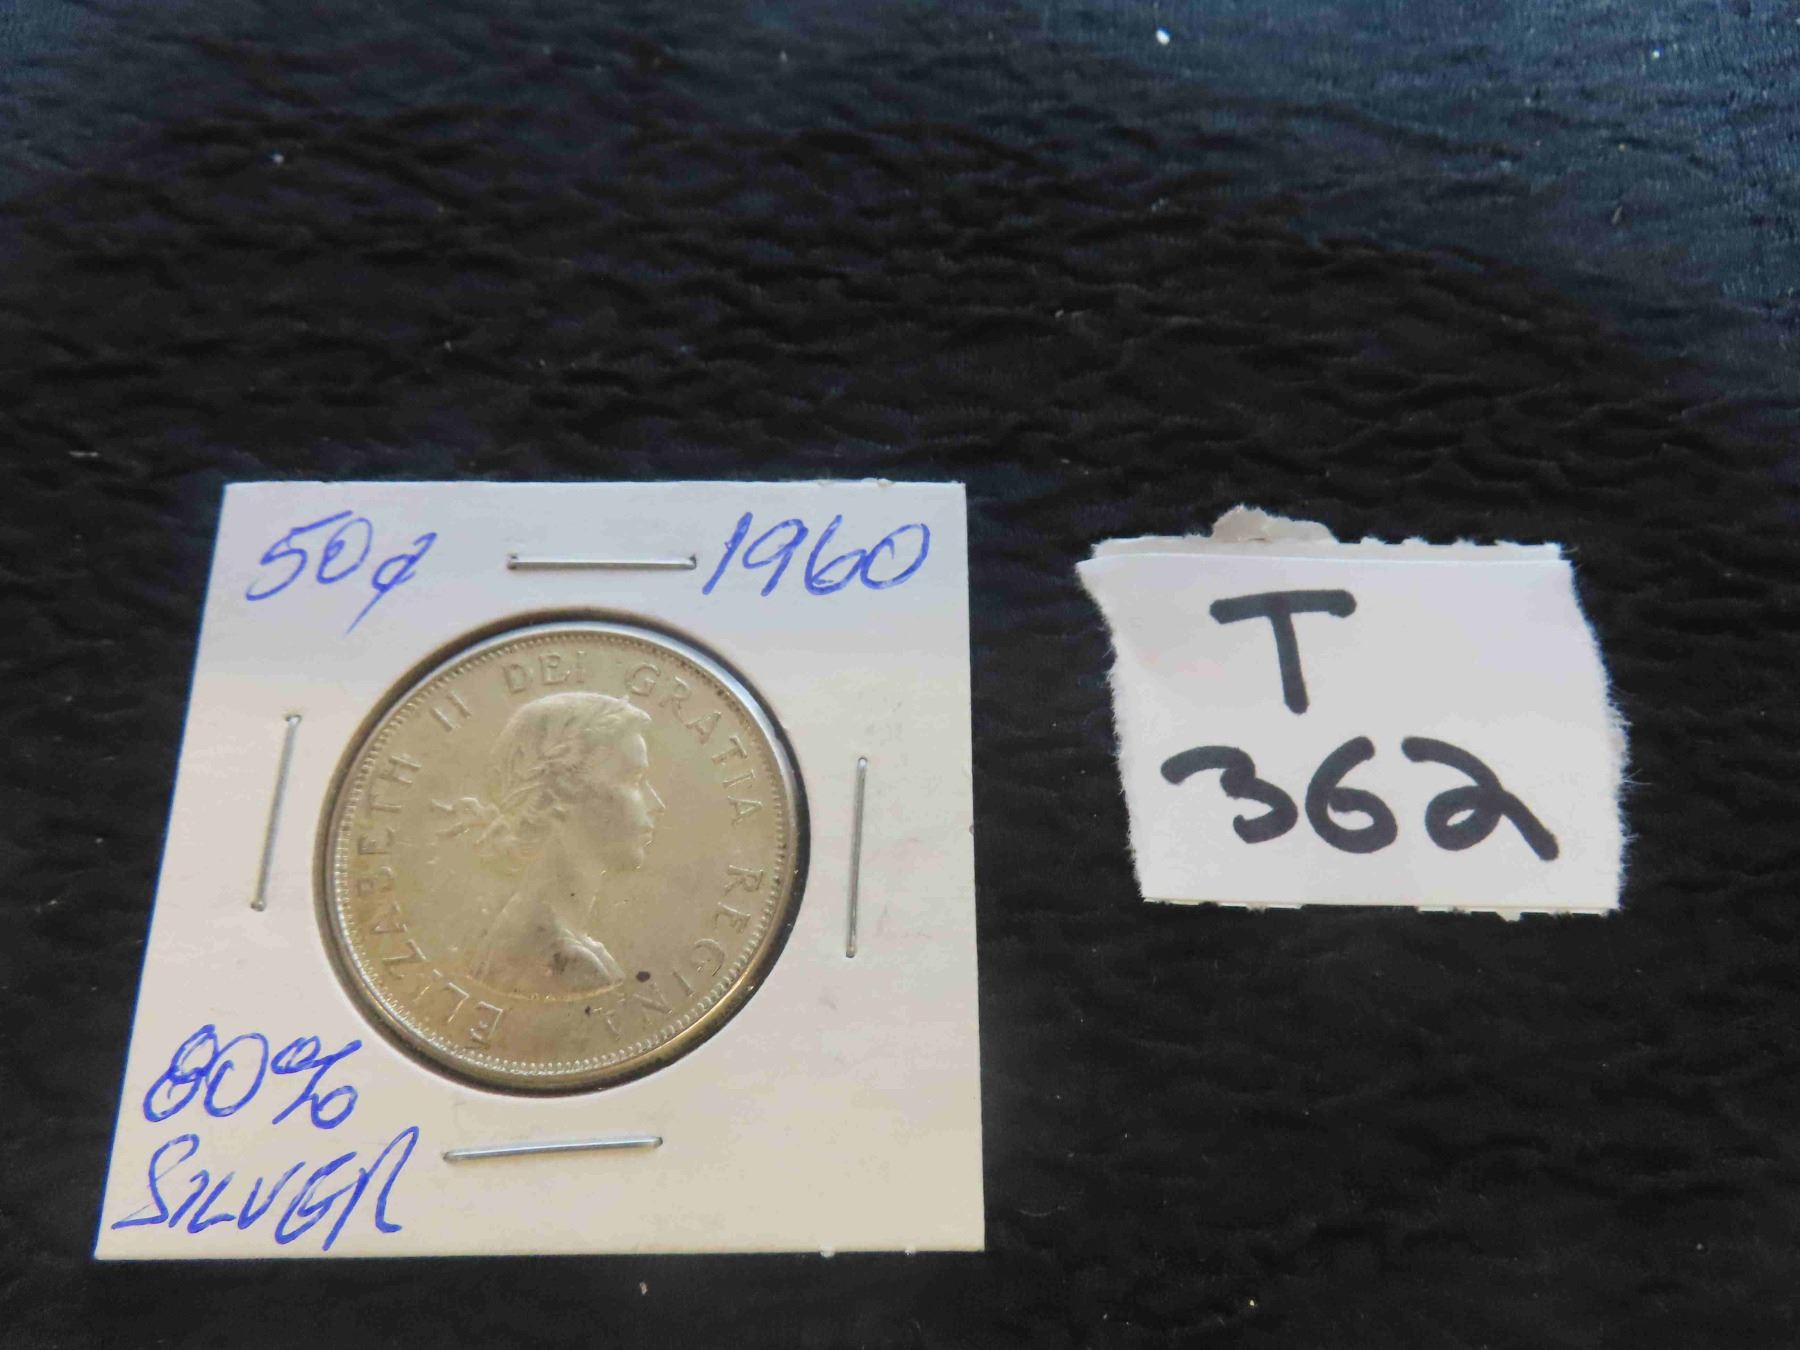 50¢ 1960
ELIZABETH II DEI GRATIA REGINA
80%
SILVER
T
362